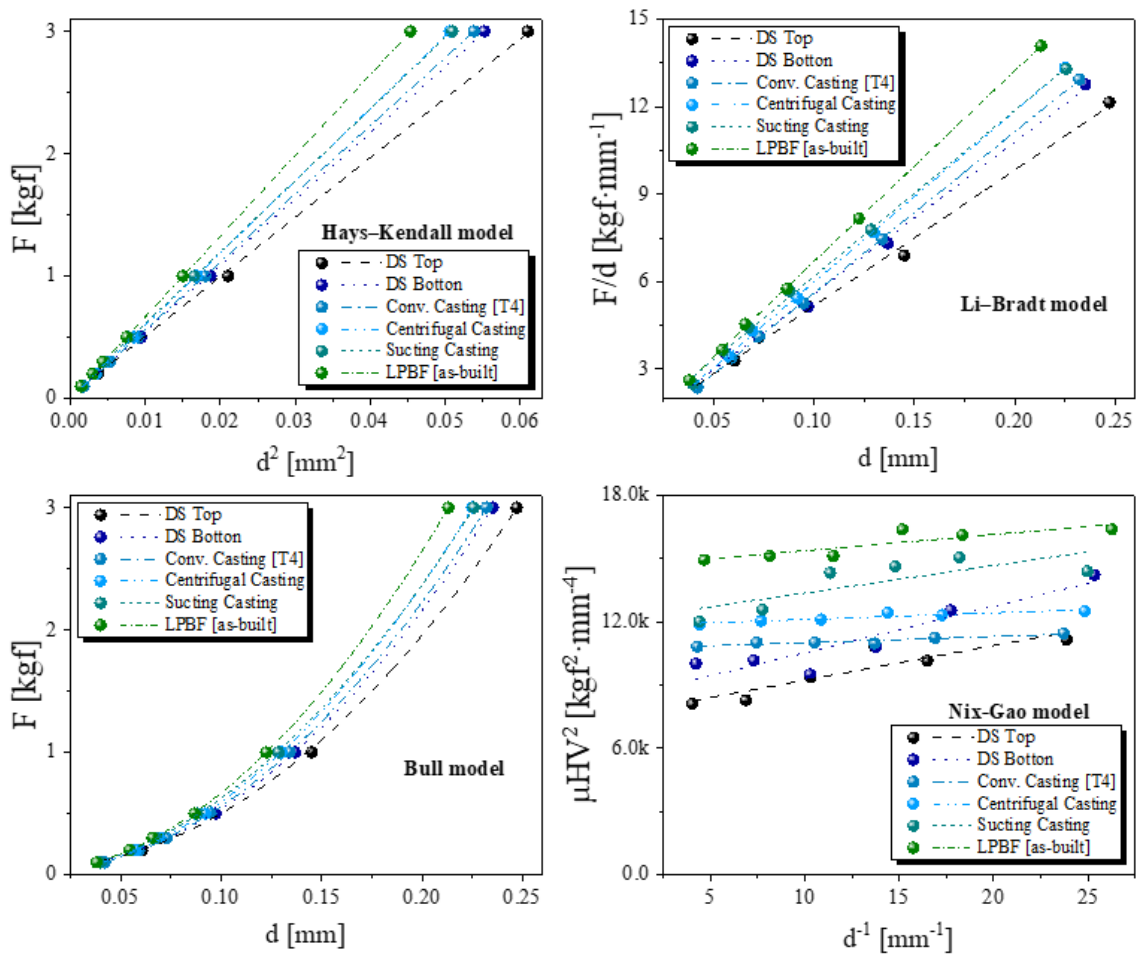 3
2
1
0
0.00
0.01
0.02
0.03
0.04
0.05
0.06
F [kgf]
d² [mm²]
Hays–Kendall model
DS Top
DS Botton
Conv. Casting [T4]
Centrifugal Casting
Sucting Casting
LPBF [as-built]
15
12
9
6
3
0.05
0.10
0.15
0.20
0.25
F/d [kgf·mm⁻¹]
d [mm]
DS Top
DS Botton
Conv. Casting [T4]
Centrifugal Casting
Sucting Casting
LPBF [as-built]
Li–Bradt model
3
2
1
0
0.05
0.10
0.15
0.20
0.25
F [kgf]
d [mm]
DS Top
DS Botton
Conv. Casting [T4]
Centrifugal Casting
Sucting Casting
LPBF [as-built]
Bull model
18.0k
12.0k
6.0k
0.0
5
10
15
20
25
µHV² [kgf²·mm⁻⁴]
d⁻¹ [mm⁻¹]
Nix-Gao model
DS Top
DS Botton
Conv. Casting [T4]
Centrifugal Casting
Sucting Casting
LPBF [as-built]